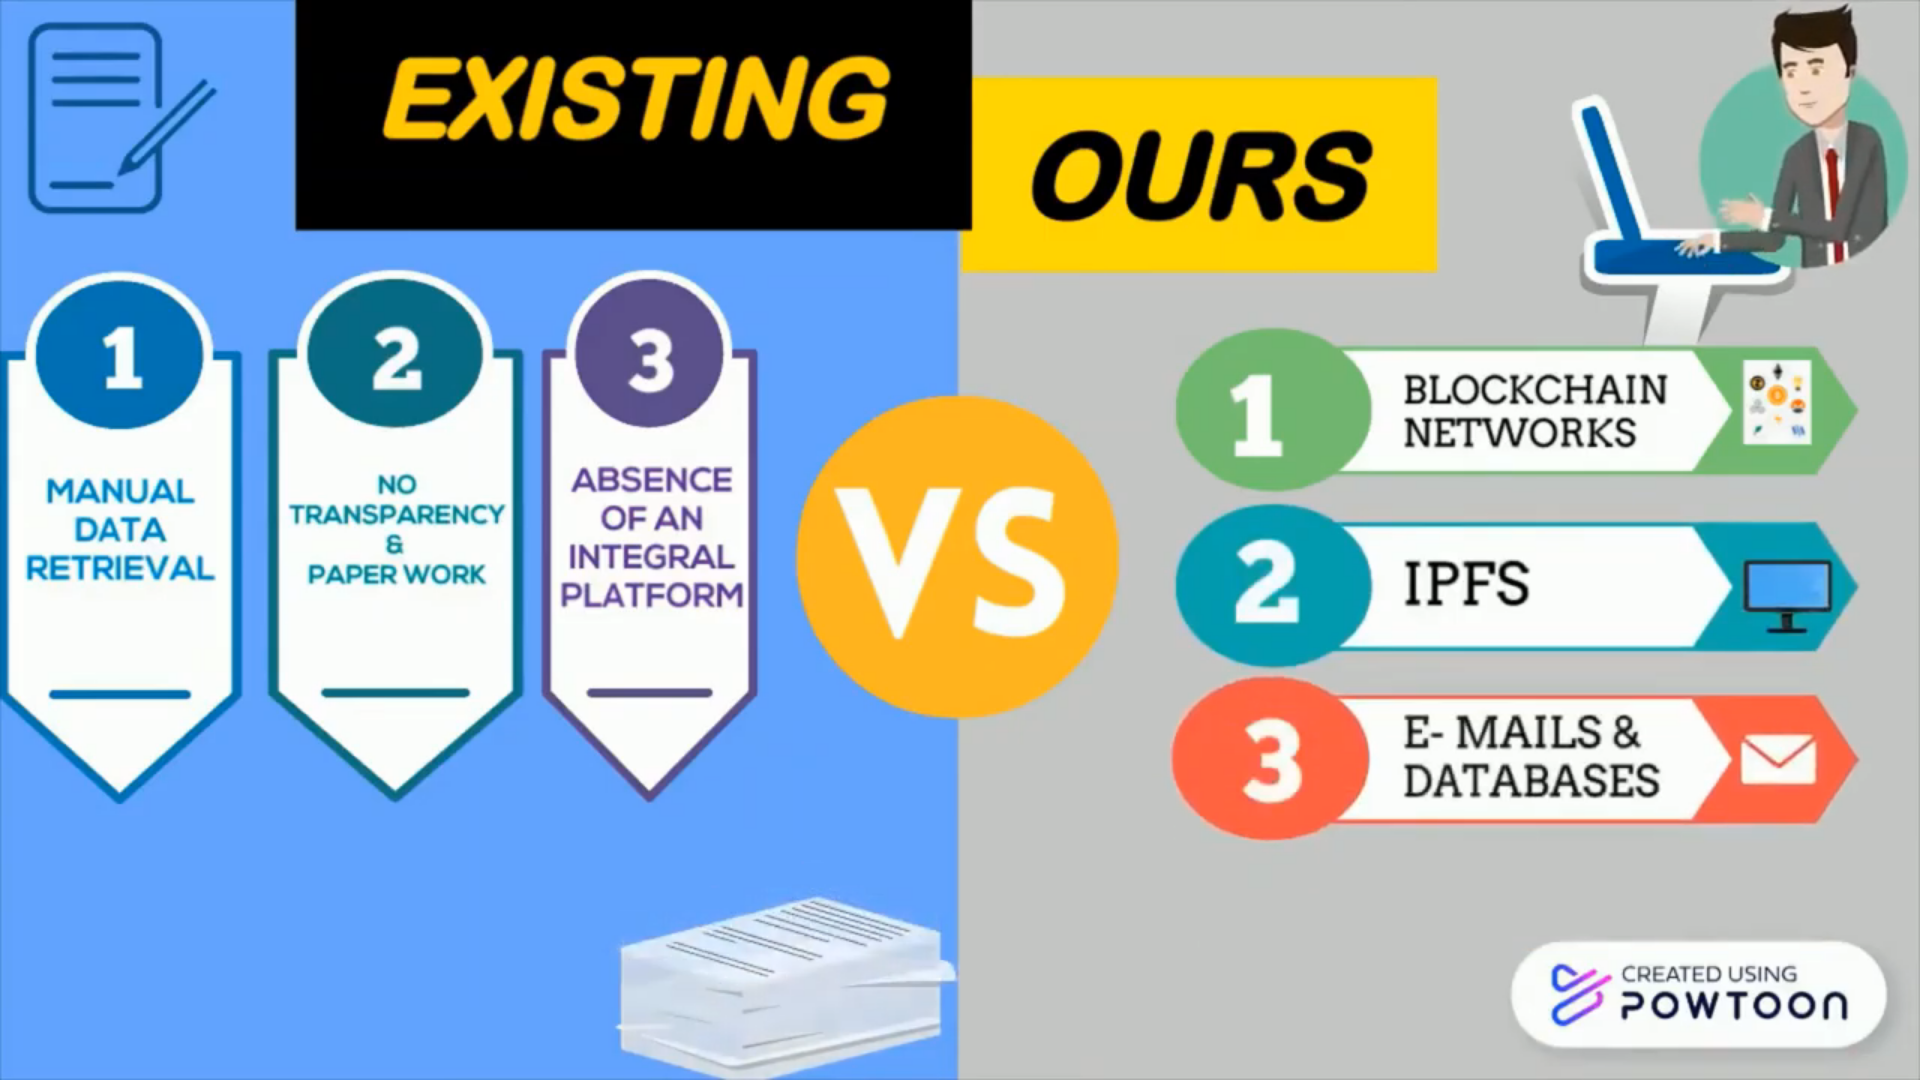 EXISTING
OURS
1
MANUAL
DATA
RETRIEVAL
2
NO
TRANSPARENCY
&
PAPER WORK
3
ABSENCE
OF AN
INTEGRAL
PLATFORM
VS
1
BLOCKCHAIN
NETWORKS
2
IPFS
3
E- MAILS &
DATABASES
CREATED USING
POWTOON